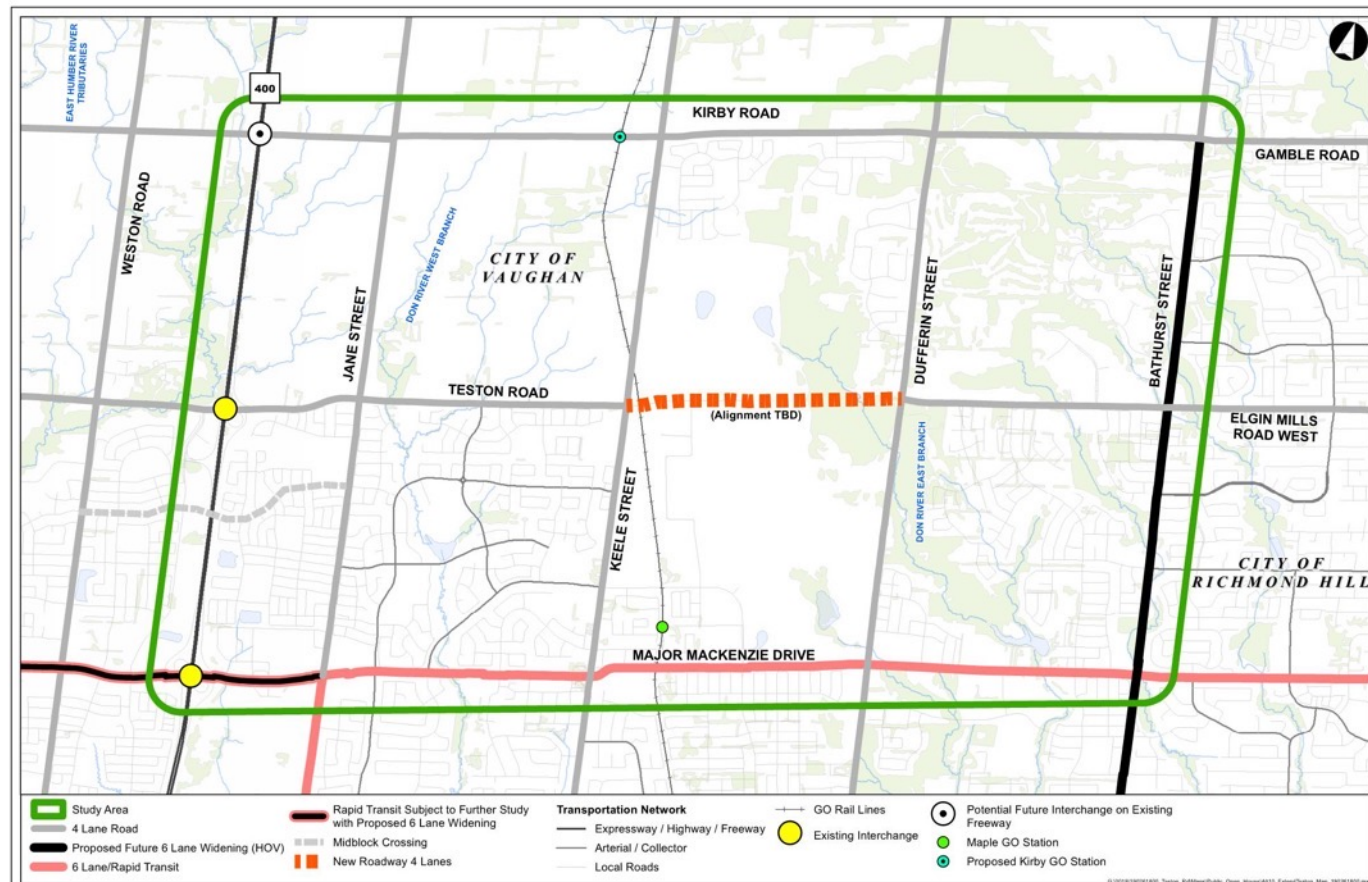 EAST HUMBER RIVER
TRIBUTARIES
400
KIRBY ROAD
GAMBLE ROAD
WESTON ROAD
DON RIVER WEST BRANCH
CITY OF
VAUGHAN
JANE STREET
DUFFERIN STREET
BATHURST STREET
TESTON ROAD
(Alignment TBD)
ELGIN MILLS
ROAD WEST
KEELE STREET
DON RIVER EAST BRANCH
CITY OF
RICHMOND HILL
MAJOR MACKENZIE DRIVE
Study Area
4 Lane Road
Proposed Future 6 Lane Widening (HOV)
6 Lane/Rapid Transit
Rapid Transit Subject to Further Study
with Proposed 6 Lane Widening
Midblock Crossing
New Roadway 4 Lanes
Transportation Network
Expressway / Highway / Freeway
Arterial / Collector
Local Roads
GO Rail Lines
Existing Interchange
Potential Future Interchange on Existing
Freeway
Maple GO Station
Proposed Kirby GO Station